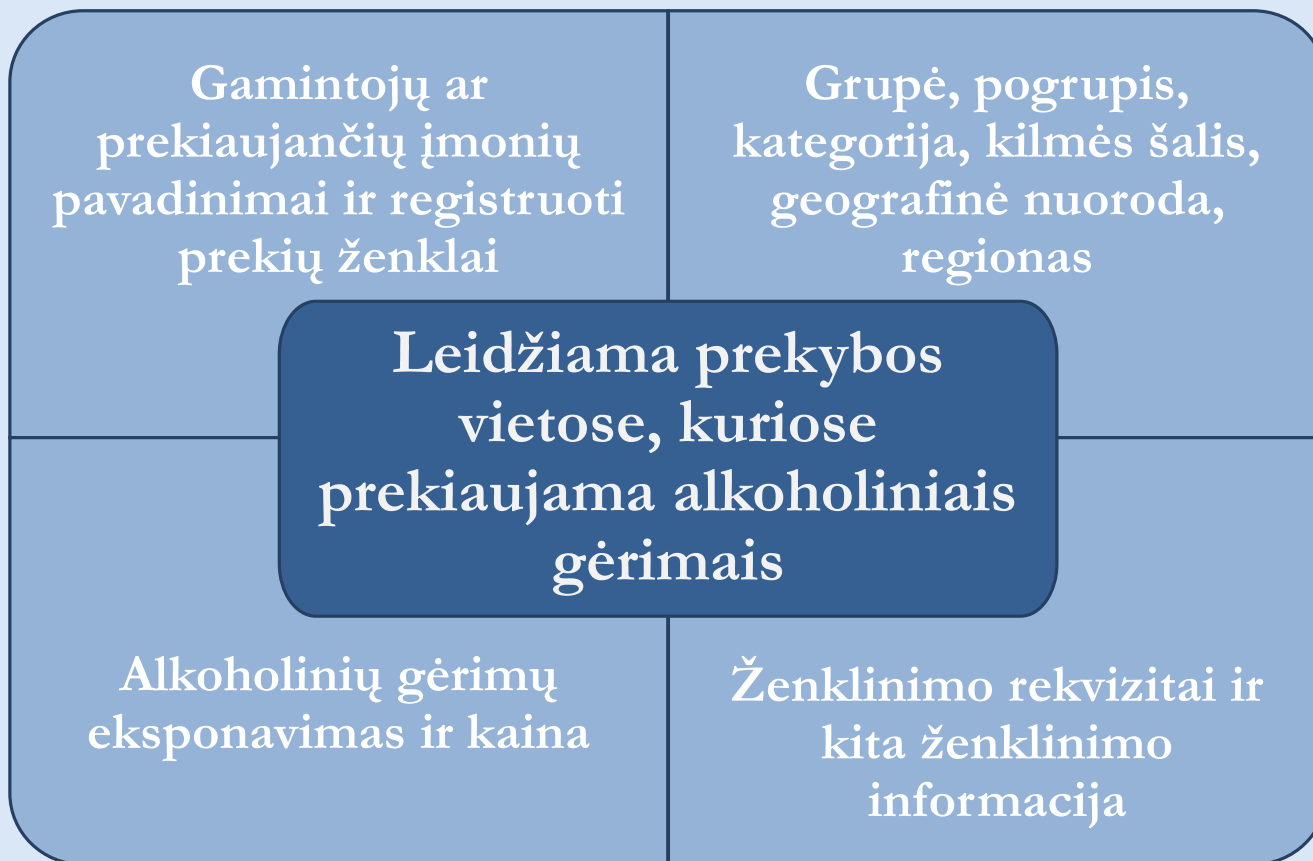 Gamintojų ar
prekiaujančių įmonių
pavadinimai ir registruoti
prekių ženklai
Grupė, pogrupis,
kategorija, kilmės šalis,
geografinė nuoroda,
regionas
Leidžiama prekybos
vietose, kuriose
prekiaujama alkoholiniais
gėrimais
Alkoholinių gėrimų
eksponavimas ir kaina
Ženklinimo rekvizitai ir
kita ženklinimo
informacija